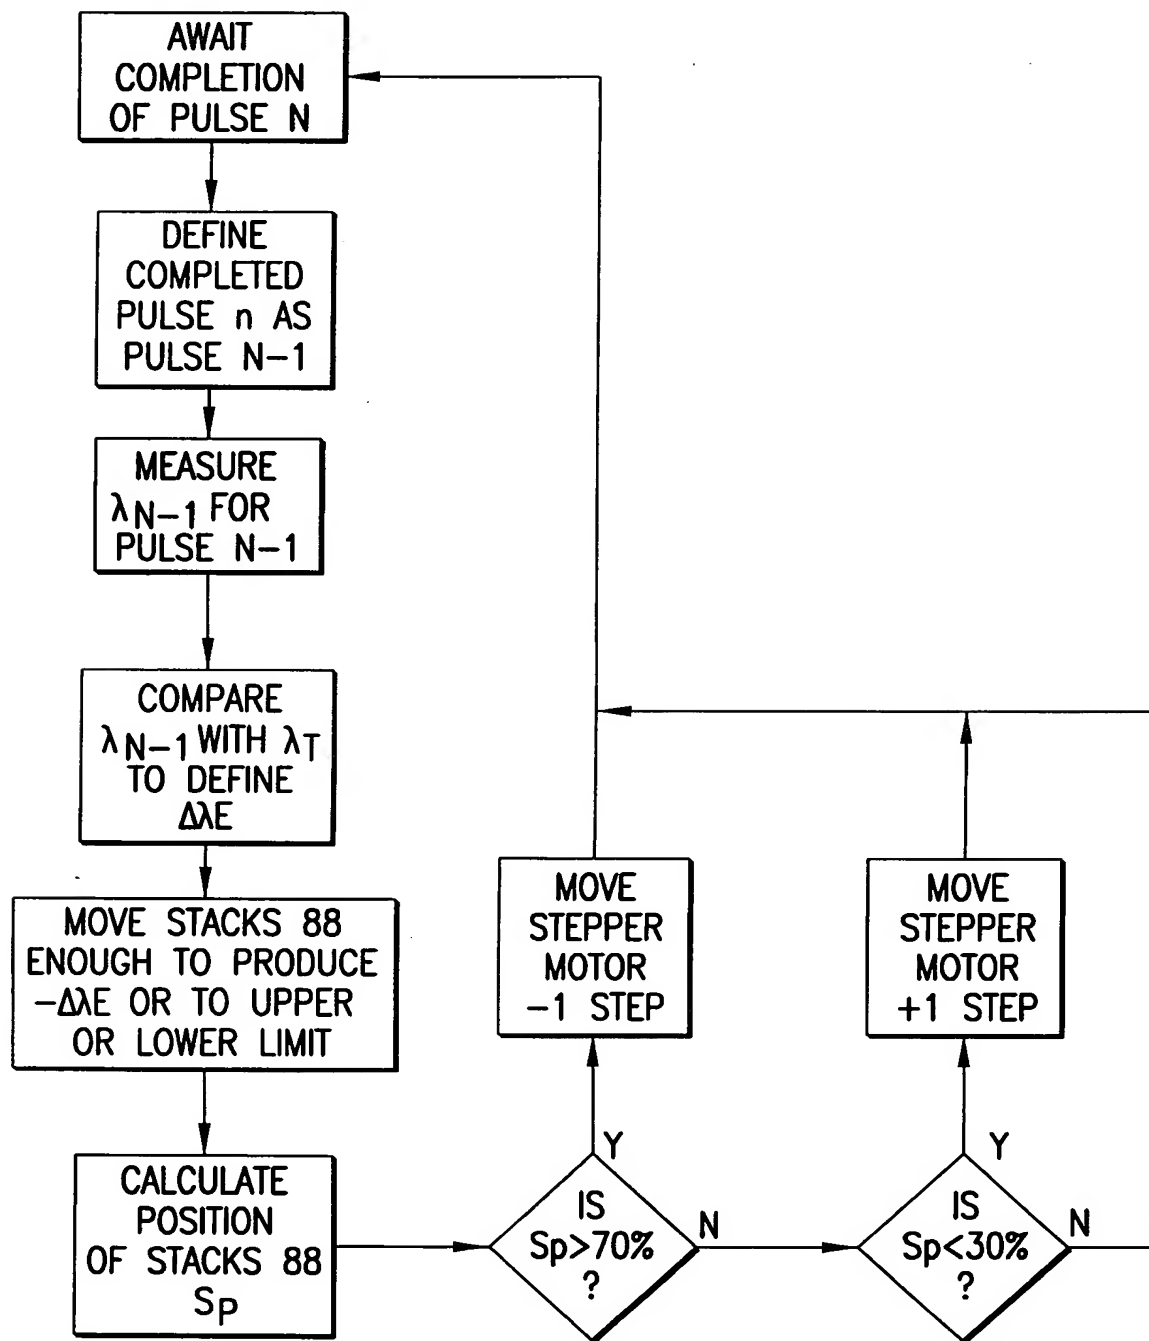 AWAIT
COMPLETION
OF PULSE N
DEFINE
COMPLETED
PULSE n AS
PULSE N-1
MEASURE
λN-1 FOR
PULSE N-1
COMPARE
λN-1 WITH λT
TO DEFINE
ΔλE
MOVE STACKS 88
ENOUGH TO PRODUCE
-ΔλE OR TO UPPER
OR LOWER LIMIT
CALCULATE
POSITION
OF STACKS 88
SP
IS
Sp>70%
?
Y
N
MOVE
STEPPER
MOTOR
-1 STEP
IS
Sp<30%
?
Y
N
MOVE
STEPPER
MOTOR
+1 STEP